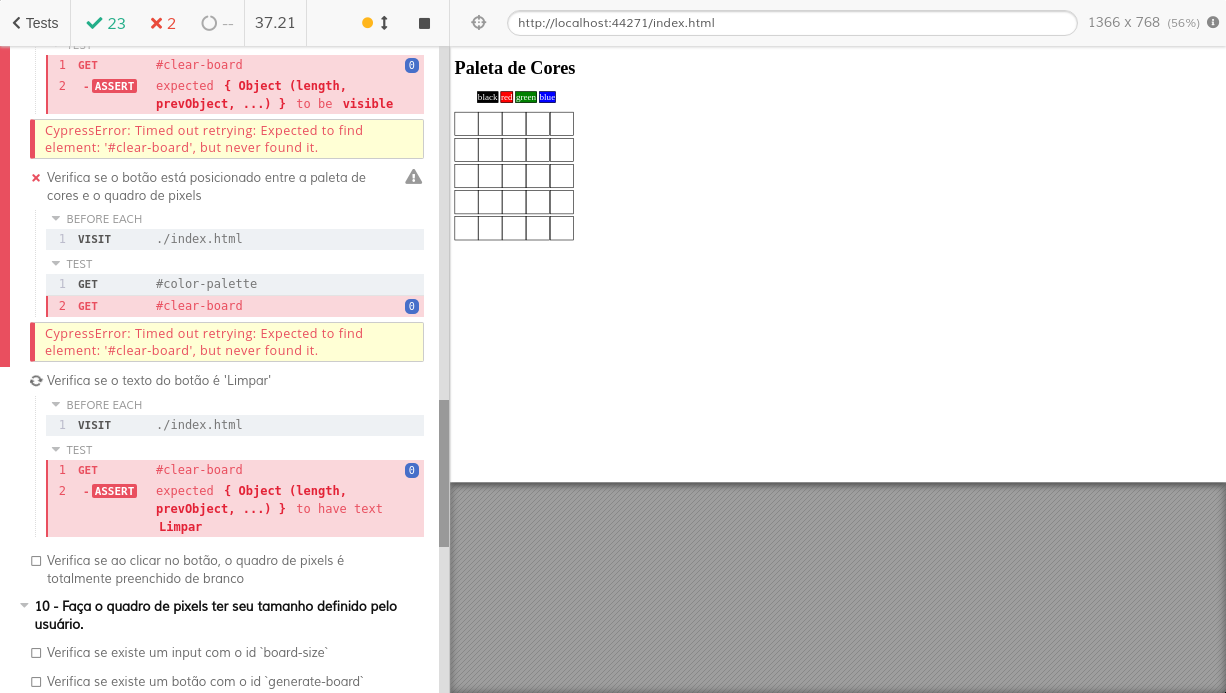 Tests
23
2
--
37.21
http://localhost:44271/index.html
1366 x 768 (56%)
TEST
1 GET #clear-board 0
2 -ASSERT expected { Object (length,
prevObject, ...) } to be visible
CypressError: Timed out retrying: Expected to find
element: '#clear-board', but never found it.
Verifica se o botão está posicionado entre a paleta de
cores e o quadro de pixels
BEFORE EACH
1 VISIT ./index.html
TEST
1 GET #color-palette
2 GET #clear-board 0
CypressError: Timed out retrying: Expected to find
element: '#clear-board', but never found it.
Verifica se o texto do botão é 'Limpar'
BEFORE EACH
1 VISIT ./index.html
TEST
1 GET #clear-board 0
2 -ASSERT expected { Object (length,
prevObject, ...) } to have text
Limpar
Verifica se ao clicar no botão, o quadro de pixels é
totalmente preenchido de branco
10 - Faça o quadro de pixels ter seu tamanho definido pelo
usuário.
Verifica se existe um input com o id `board-size`
Verifica se existe um botão com o id `generate-board`
Paleta de Cores
black red green blue